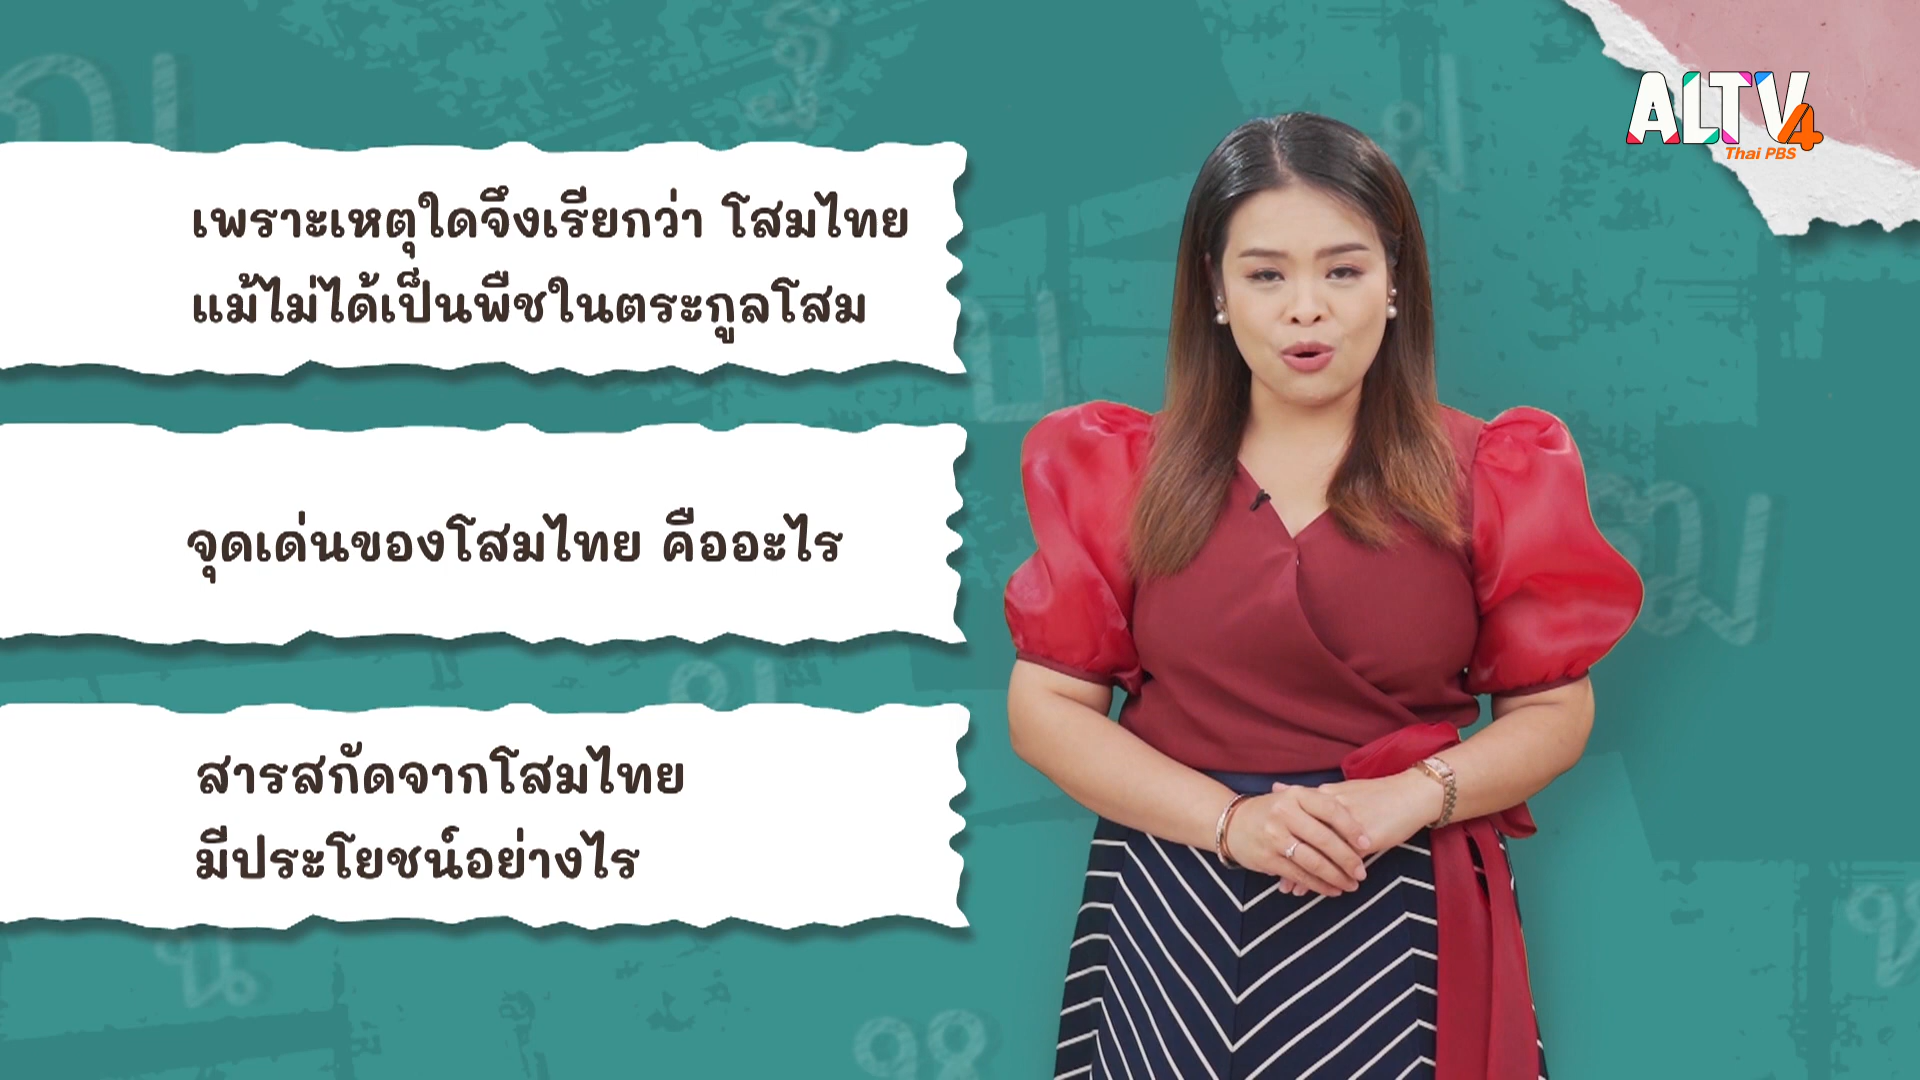 ALTV4
Thai PBS
เพราะเหตุใดจึงเรียกว่า โสมไทย
แม้ไม่ได้เป็นพืชในตระกูลโสม
จุดเด่นของโสมไทย คืออะไร
สารสกัดจากโสมไทย
มีประโยชน์อย่างไร